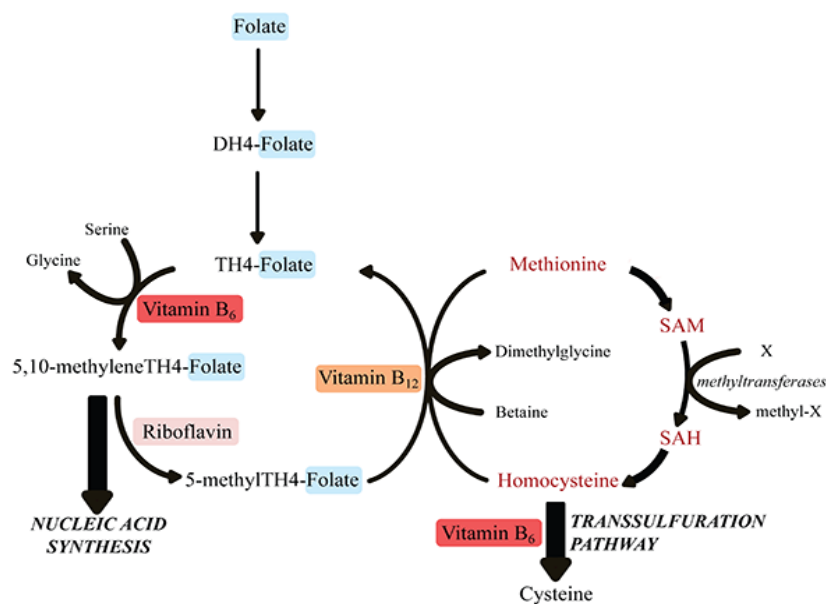 Folate
DH4-Folate
Serine
Glycine
TH4-Folate
Methionine
Vitamin B6
SAM
5,10-methyleneTH4-Folate
Dimethylglycine
X
Vitamin B12
methyltransferases
Betaine
methyl-X
Riboflavin
SAH
5-methylTH4-Folate
Homocysteine
NUCLEIC ACID
SYNTHESIS
Vitamin B6
TRANSSULFURATION
PATHWAY
Cysteine